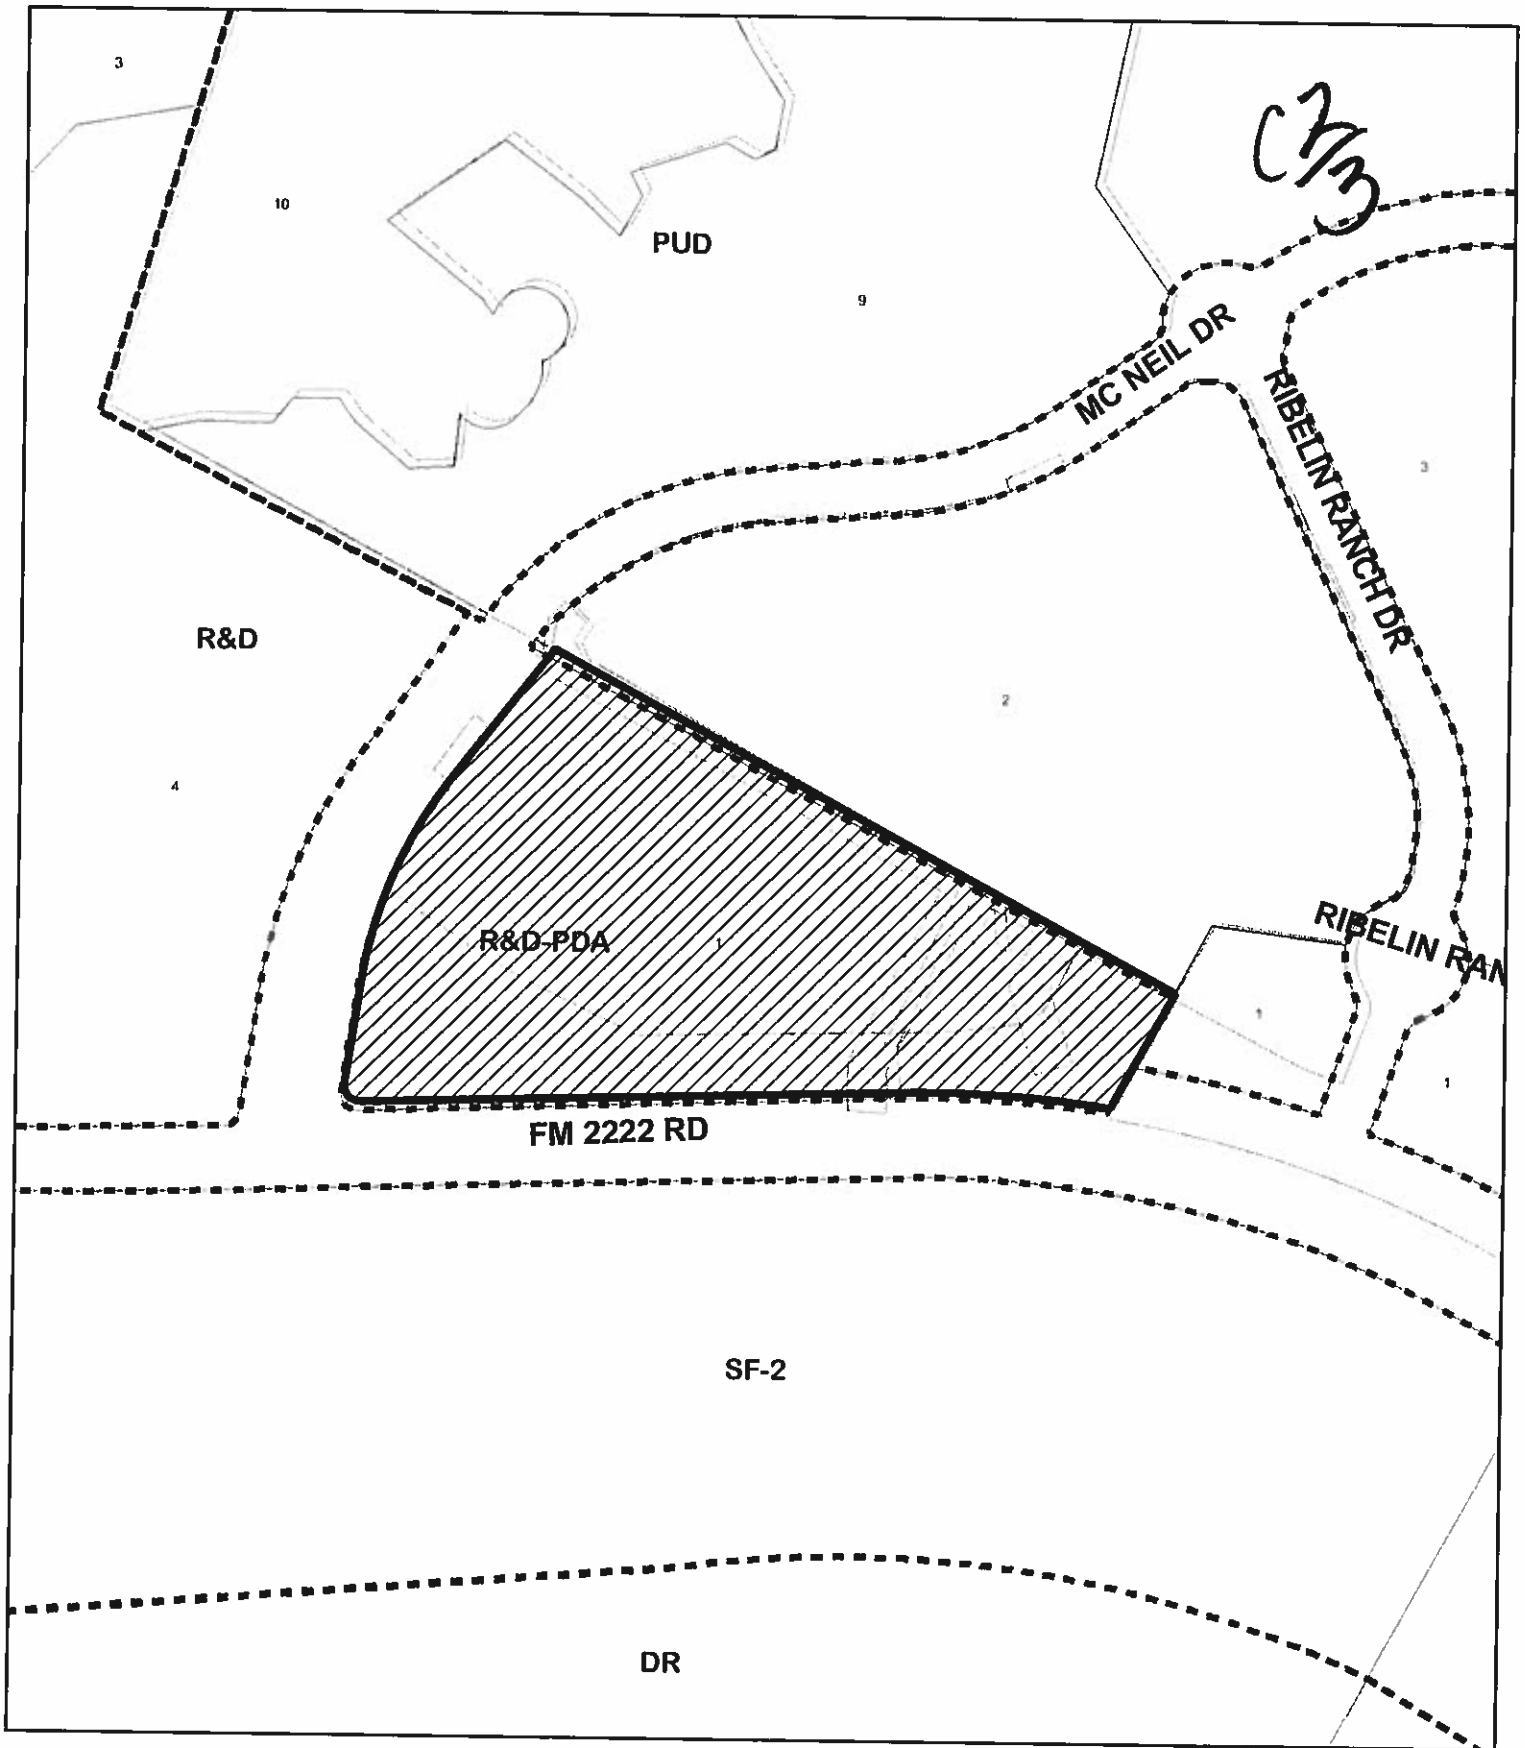 3
C2/3
10
PUD
9
MC NEIL DR
RIBELIN RANCH DR
3
R&D
2
4
R&D-PDA
1
RIBELIN RAN
1
1
FM 2222 RD
SF-2
DR